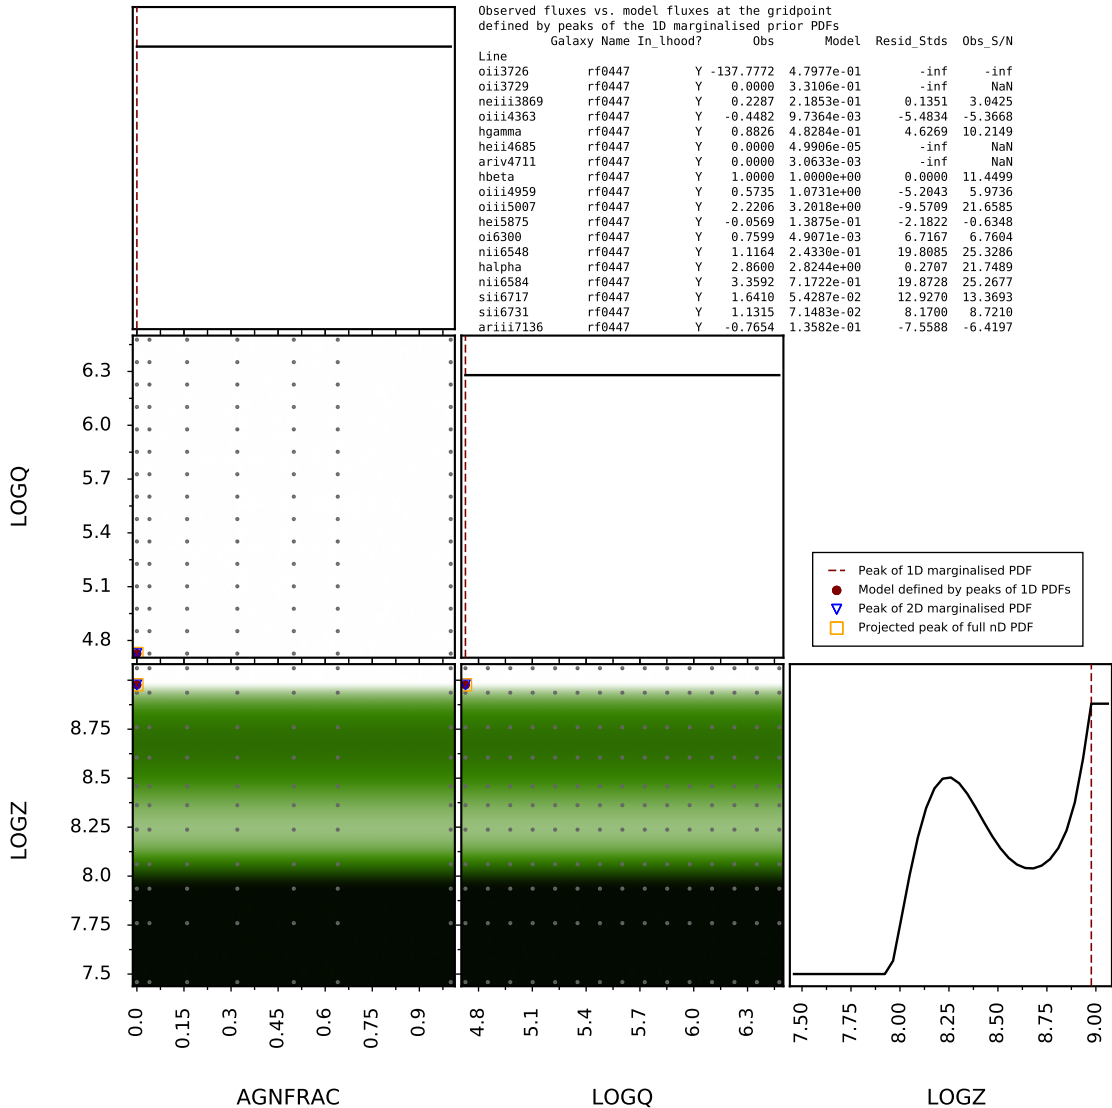 Observed fluxes vs. model fluxes at the gridpoint
defined by peaks of the 1D marginalised prior PDFs
Galaxy Name In_lhood? Obs Model Resid_Stds Obs_S/N
Line
oii3726 rf0447 Y -137.7772 4.7977e-01 -inf -inf
oii3729 rf0447 Y 0.0000 3.3106e-01 -inf NaN
neiii3869 rf0447 Y 0.2287 2.1853e-01 0.1351 3.0425
oiii4363 rf0447 Y -0.4482 9.7364e-03 -5.4834 -5.3668
hgamma rf0447 Y 0.8826 4.8284e-01 4.6269 10.2149
heii4685 rf0447 Y 0.0000 4.9906e-05 -inf NaN
ariv4711 rf0447 Y 0.0000 3.0633e-03 -inf NaN
hbeta rf0447 Y 1.0000 1.0000e+00 0.0000 11.4499
oiii4959 rf0447 Y 0.5735 1.0731e+00 -5.2043 5.9736
oiii5007 rf0447 Y 2.2206 3.2018e+00 -9.5709 21.6585
hei5875 rf0447 Y -0.0569 1.3875e-01 -2.1822 -0.6348
oi6300 rf0447 Y 0.7599 4.9071e-03 6.7167 6.7604
nii6548 rf0447 Y 1.1164 2.4330e-01 19.8085 25.3286
halpha rf0447 Y 2.8600 2.8244e+00 0.2707 21.7489
nii6584 rf0447 Y 3.3592 7.1722e-01 19.8728 25.2677
sii6717 rf0447 Y 1.6410 5.4287e-02 12.9270 13.3693
sii6731 rf0447 Y 1.1315 7.1483e-02 8.1700 8.7210
ariii7136 rf0447 Y -0.7654 1.3582e-01 -7.5588 -6.4197
LOGQ
6.3
6.0
5.7
5.4
5.1
4.8
Peak of 1D marginalised PDF
Model defined by peaks of 1D PDFs
Peak of 2D marginalised PDF
Projected peak of full nD PDF
LOGZ
8.75
8.5
8.25
8.0
7.75
7.5
0.0 0.15 0.3 0.45 0.6 0.75 0.9
4.8 5.1 5.4 5.7 6.0 6.3
7.50 7.75 8.00 8.25 8.50 8.75 9.00
AGNFRAC LOGQ LOGZ